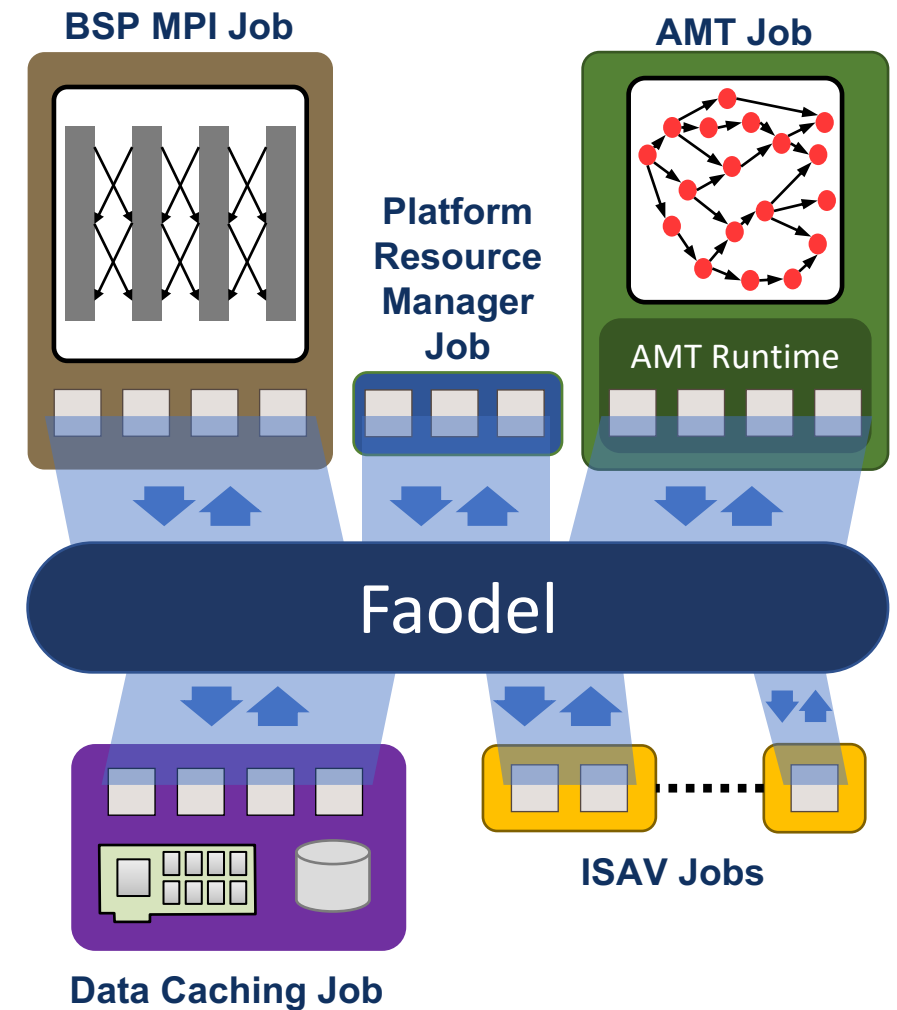 BSP MPI Job
AMT Job
Platform
Resource
Manager
Job
AMT Runtime
Faodel
ISAV Jobs
Data Caching Job